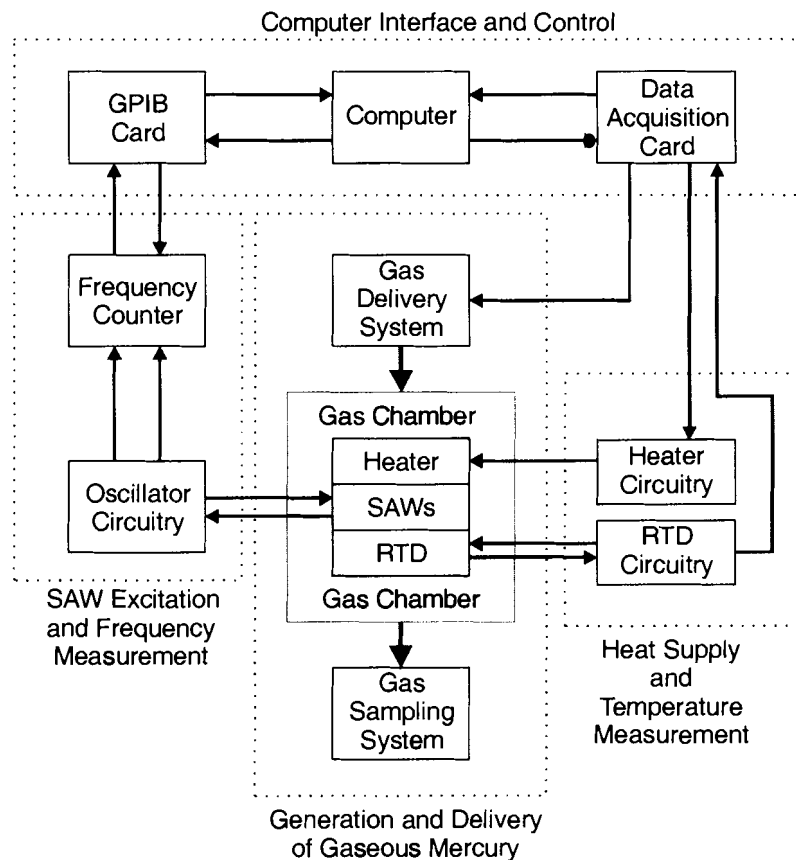 Computer Interface and Control
GPIB
Card
Computer
Data
Acquisition
Card
Frequency
Counter
Gas
Delivery
System
Gas Chamber
Heater
SAWs
RTD
Gas Chamber
Oscillator
Circuitry
Heater
Circuitry
RTD
Circuitry
SAW Excitation
and Frequency
Measurement
Gas
Sampling
System
Heat Supply
and
Temperature
Measurement
Generation and Delivery
of Gaseous Mercury